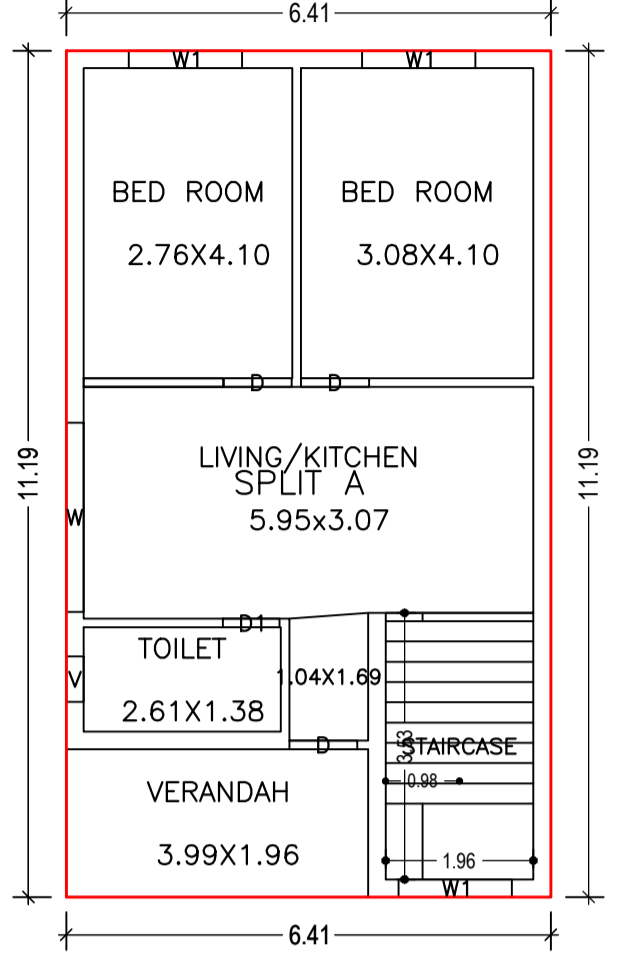 6.41
W1 W1
BED ROOM BED ROOM
2.76X4.10 3.08X4.10
D D
11.19 11.19
LIVING/KITCHEN
SPLIT A
5.95x3.07
W
D1
TOILET
V 1.04X1.69
2.61X1.38
D
3.53
STAIRCASE
0.98
VERANDAH
3.99X1.96
1.96
W1
6.41